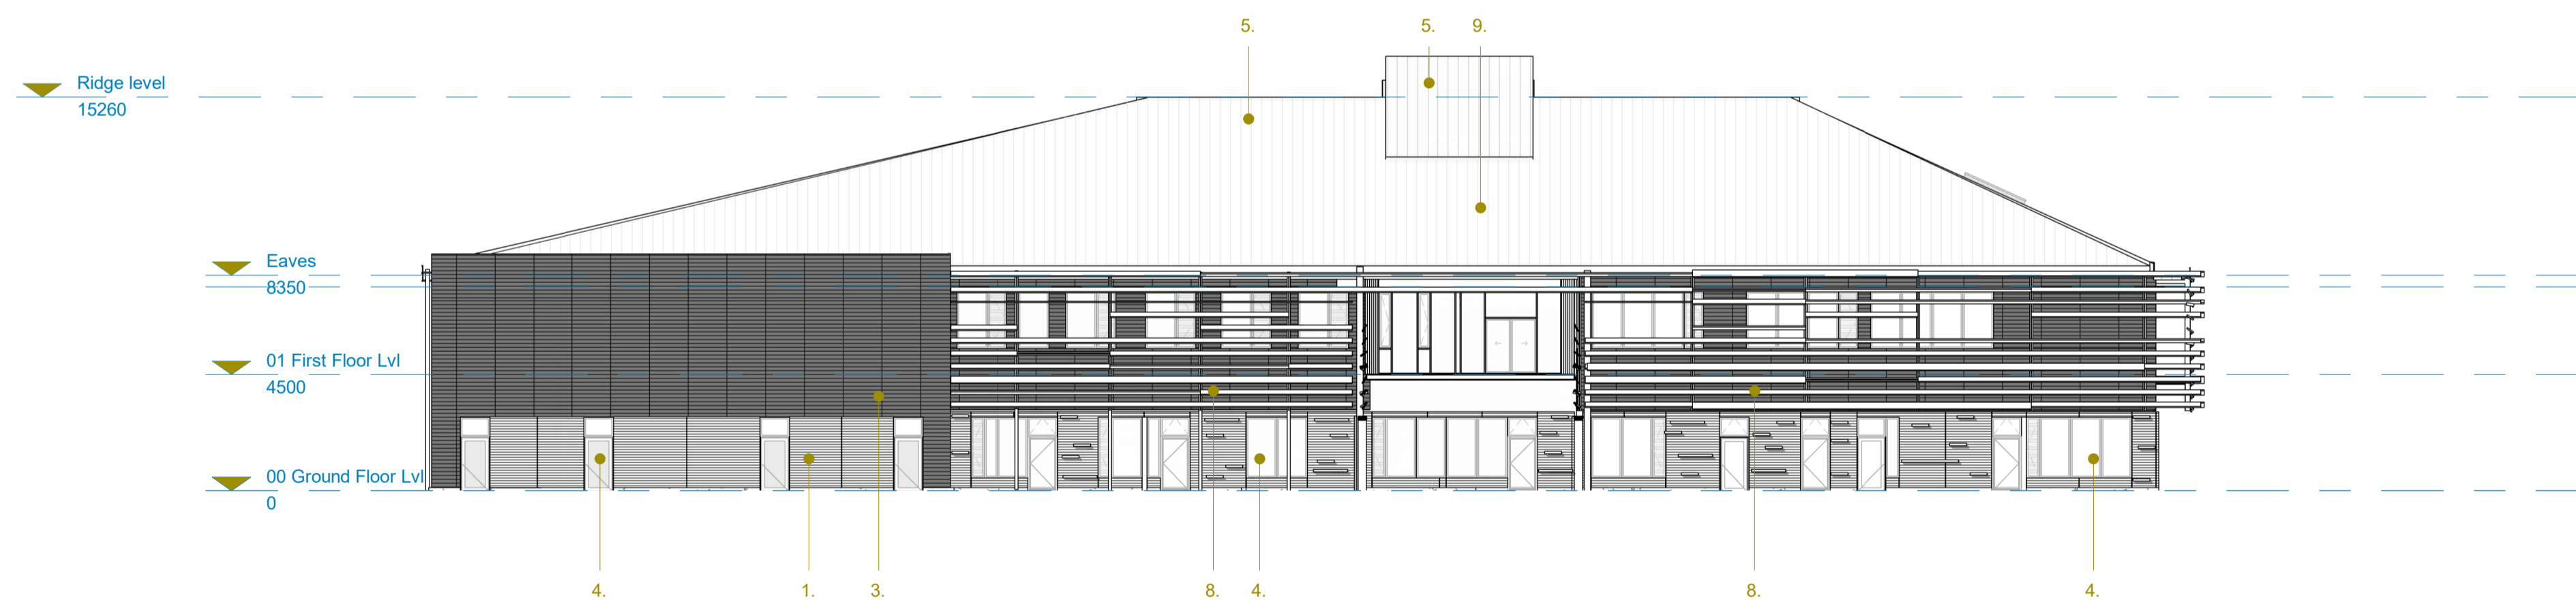 5. 5. 9.
Ridge level
15260
Eaves
8350
01 First Floor Lvl
4500
00 Ground Floor Lvl
0
4. 1. 3. 8. 4. 8. 4.